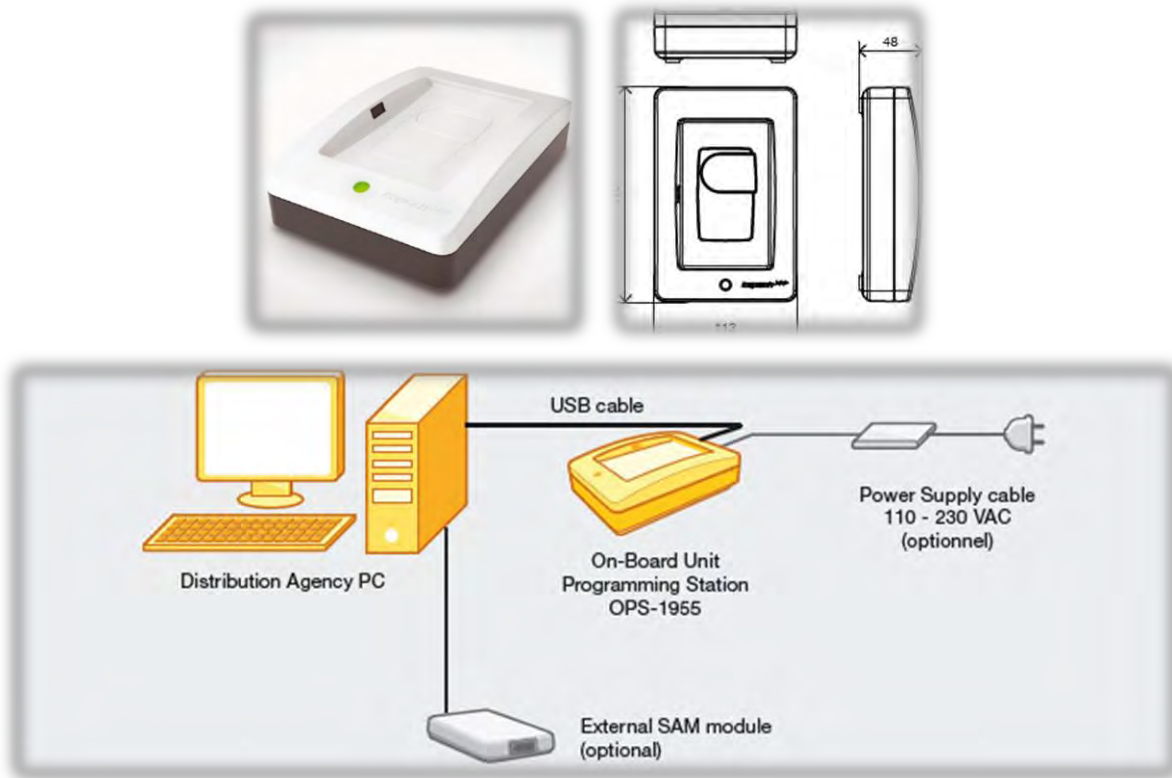 48
USB cable
Power Supply cable
110 - 230 VAC
(optionnel)
On-Board Unit
Programming Station
OPS-1955
Distribution Agency PC
External SAM module
(optional)